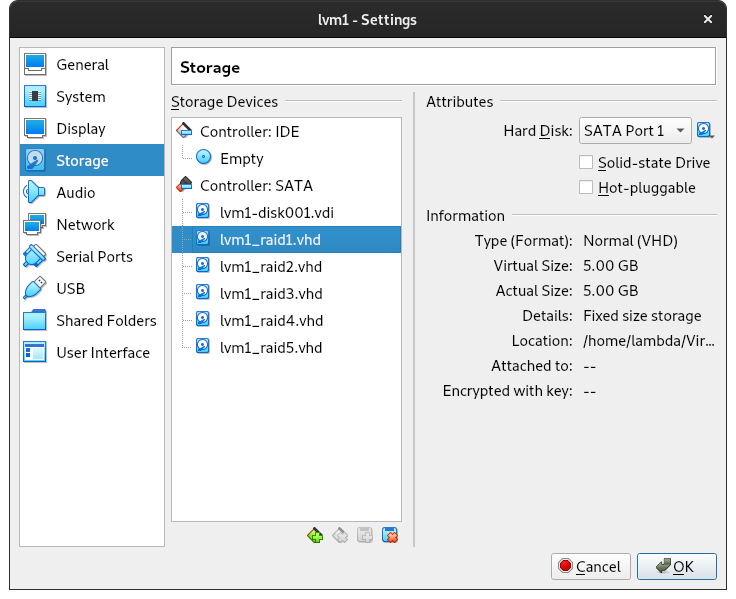 lvm1 - Settings
General
System
Display
Storage
Audio
Network
Serial Ports
USB
Shared Folders
User Interface
Storage
Storage Devices
Controller: IDE
Empty
Controller: SATA
lvm1-disk001.vdi
lvm1_raid1.vhd
lvm1_raid2.vhd
lvm1_raid3.vhd
lvm1_raid4.vhd
lvm1_raid5.vhd
Attributes
Hard Disk: SATA Port 1
Solid-state Drive
Hot-pluggable
Information
Type (Format): Normal (VHD)
Virtual Size: 5.00 GB
Actual Size: 5.00 GB
Details: Fixed size storage
Location: /home/lambda/Vir...
Attached to: --
Encrypted with key: --
Cancel
OK